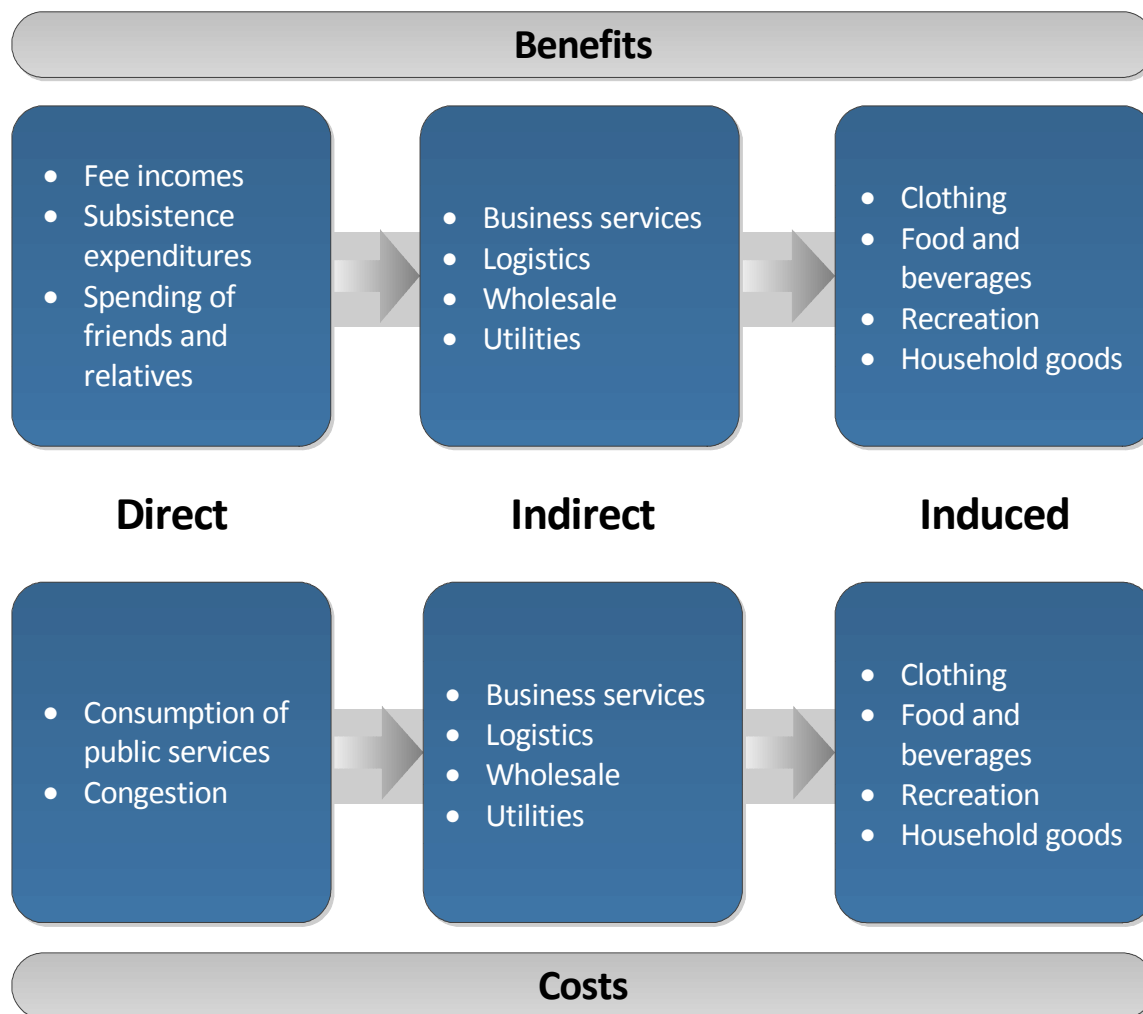 Benefits
• Fee incomes
• Subsistence
expenditures
• Spending of
friends and
relatives
• Business services
• Logistics
• Wholesale
• Utilities
• Clothing
• Food and
beverages
• Recreation
• Household goods
Direct
Indirect
Induced
• Consumption of
public services
• Congestion
• Business services
• Logistics
• Wholesale
• Utilities
• Clothing
• Food and
beverages
• Recreation
• Household goods
Costs